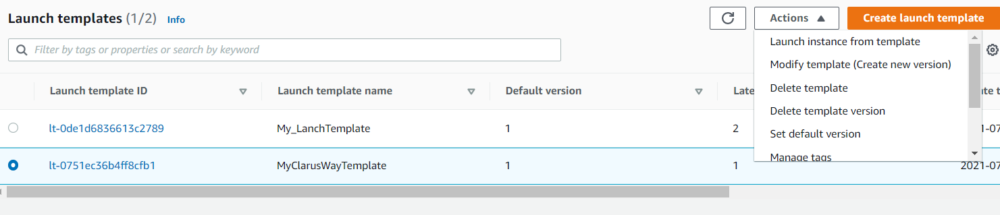 Launch templates (1/2) Info
Actions
Create launch template
Filter by tags or properties or search by keyword
Launch instance from template
Modify template (Create new version)
Delete template
Delete template version
Set default version
Manage tags
Launch template ID Launch template name Default version Late te t
lt-0de1d6836613c2789 My_LanchTemplate 1 2 1-07
lt-0751ec36b4ff8cfb1 MyClarusWayTemplate 1 1 2021-07